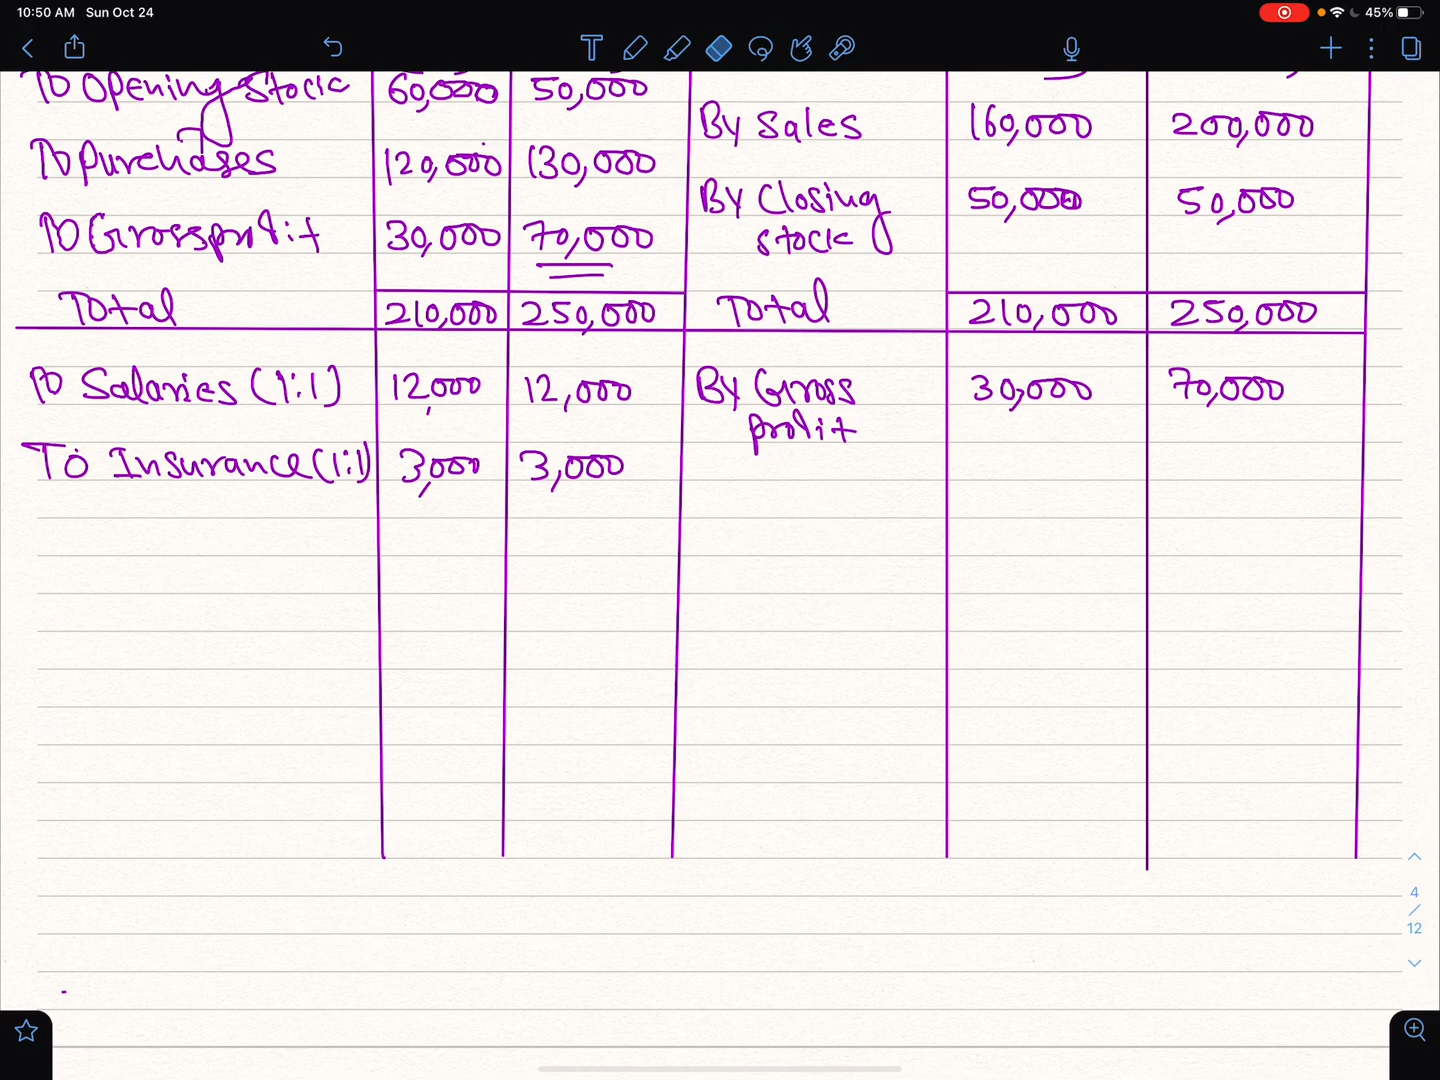 10:50 AM Sun Oct 24
45%
To Opening Stock 60,000 50,000
By Sales 160,000 200,000
To Purchases 120,000 130,000
By Closing stock 50,000 50,000
To Gross profit 30,000 70,000
Total 210,000 250,000 Total 210,000 250,000
To Salaries (1:1) 12,000 12,000 By Gross profit 30,000 70,000
To Insurance (1:1) 3,000 3,000
4
/
12